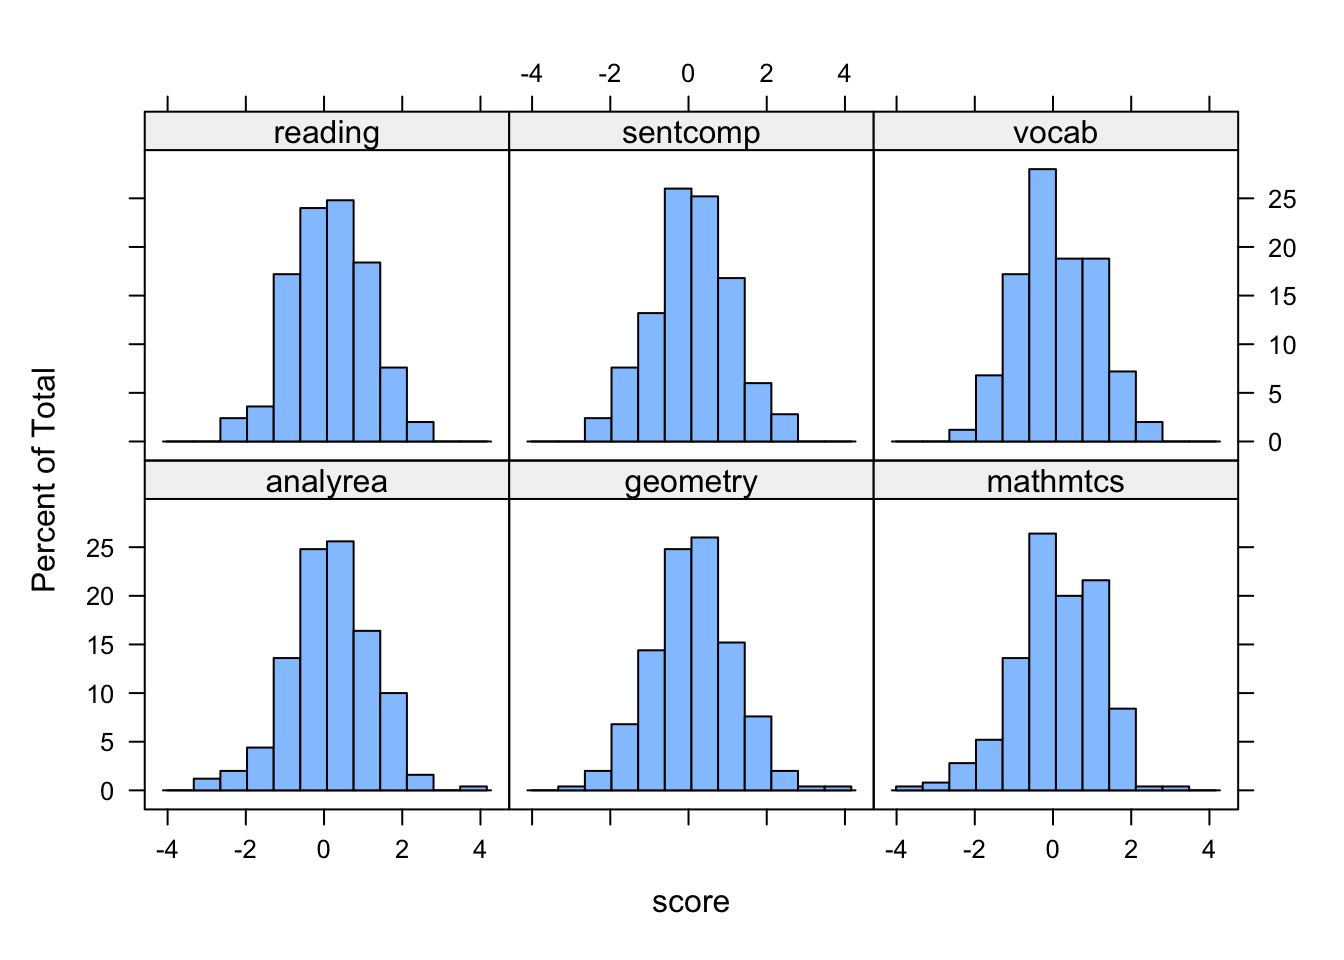 -4 -2 0 2 4
reading sentcomp vocab
25
20
15
10
5
0
Percent of Total
analyrea geometry mathmtcs
25
20
15
10
5
0
-4 -2 0 2 4 -4 -2 0 2 4
score